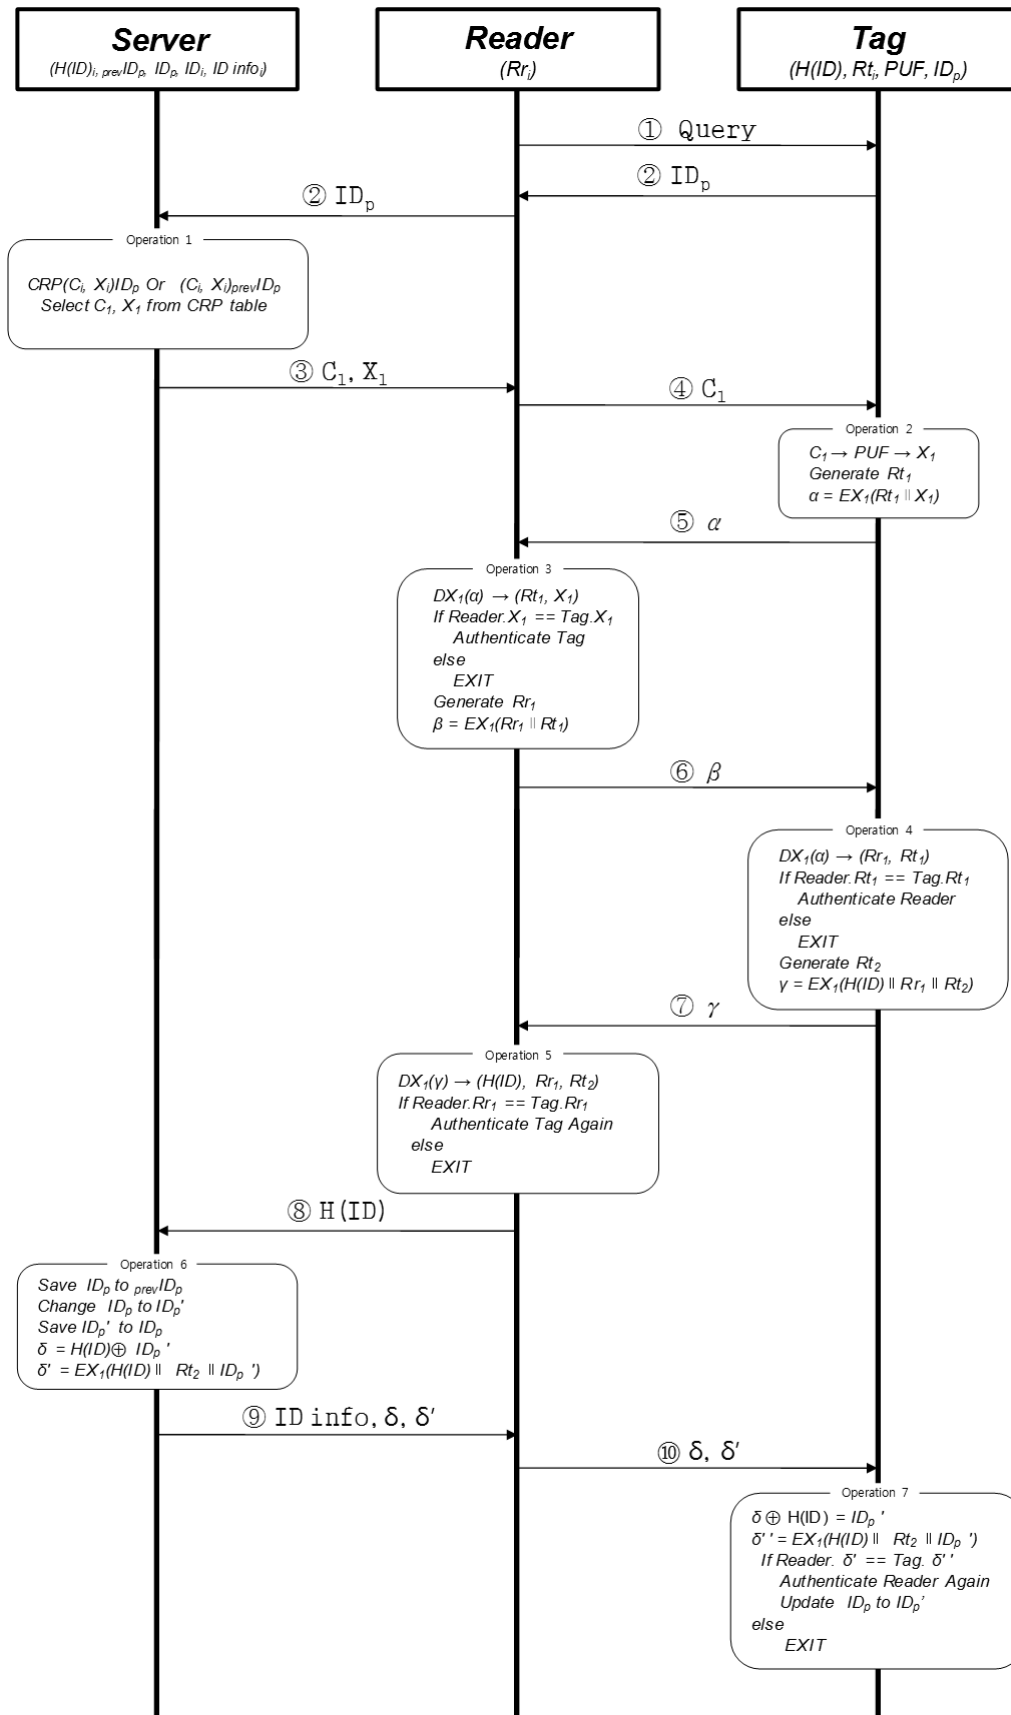 Server
(H(ID)i, prevIDp, IDp, IDi, ID infoi)
Reader
(Rri)
Tag
(H(ID), Rti, PUF, IDp)
① Query
② IDp
② IDp
Operation 1
CRP(Ci, Xi)IDp Or (Ci, Xi)prevIDp
Select C1, X1 from CRP table
③ C1, X1
④ C1
Operation 2
C1 → PUF → X1
Generate Rt1
α = EX1(Rt1 ∥ X1)
⑤ α
Operation 3
DX1(α) → (Rt1, X1)
If Reader.X1 == Tag.X1
Authenticate Tag
else
EXIT
Generate Rr1
β = EX1(Rr1 ∥ Rt1)
⑥ β
Operation 4
DX1(α) → (Rr1, Rt1)
If Reader.Rt1 == Tag.Rt1
Authenticate Reader
else
EXIT
Generate Rt2
γ = EX1(H(ID) ∥ Rr1 ∥ Rt2)
⑦ γ
Operation 5
DX1(γ) → (H(ID), Rr1, Rt2)
If Reader.Rr1 == Tag.Rr1
Authenticate Tag Again
else
EXIT
⑧ H(ID)
Operation 6
Save IDp to prevIDp
Change IDp to IDp'
Save IDp' to IDp
δ = H(ID)⊕ IDp '
δ' = EX1(H(ID) ∥ Rt2 ∥ IDp ')
⑨ ID info, δ, δ'
⑩ δ, δ'
Operation 7
δ ⊕ H(ID) = IDp '
δ' ' = EX1(H(ID) ∥ Rt2 ∥ IDp ')
If Reader. δ' == Tag. δ' '
Authenticate Reader Again
Update IDp to IDp'
else
EXIT